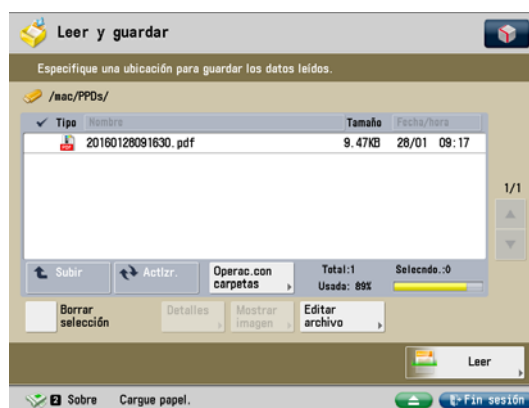 Leer y guardar
Especifique una ubicación para guardar los datos leídos.
/mac/PPDs/
Tipo Nombre Tamaño Fecha/hora
PDF 20160128091630.pdf 9.47KB 28/01 09:17
1/1
Subir Actlzr. Operac.con carpetas Total:1 Selecndo.:0
Usada: 89%
Borrar selección Detalles Mostrar imagen Editar archivo
Leer
2 Sobre Cargue papel. Fin sesión